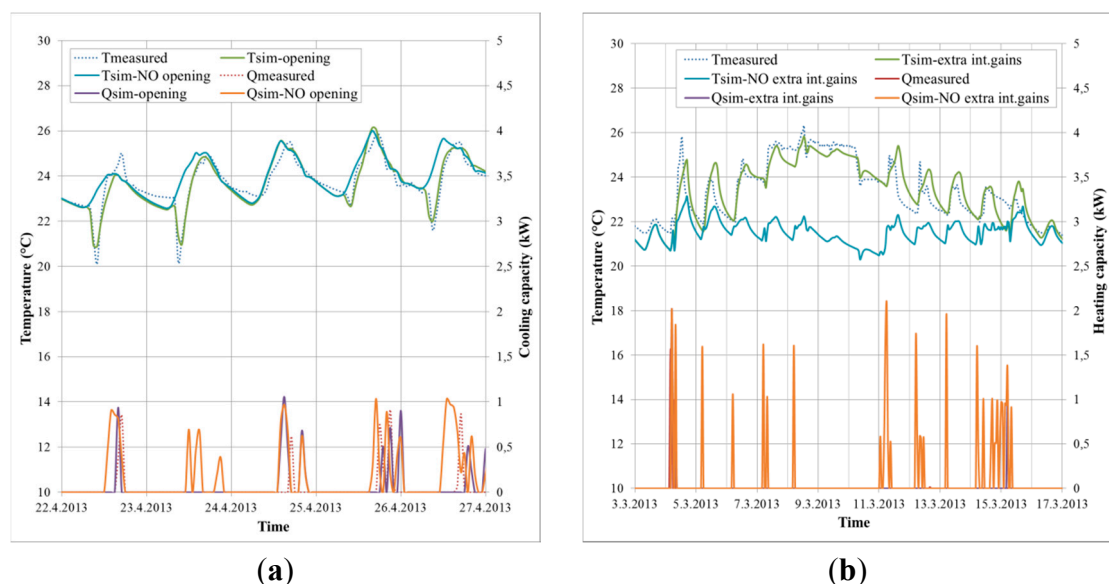 30
28
26
24
22
20
18
16
14
12
10
Temperature (°C)
Tmeasured
Tsim-opening
Tsim-NO opening
Qmeasured
Qsim-opening
Qsim-NO opening
5
4,5
4
3,5
3
2,5
2
1,5
1
0,5
0
Cooling capacity (kW)
22.4.2013
23.4.2013
24.4.2013
25.4.2013
26.4.2013
27.4.2013
Time
(a)
30
28
26
24
22
20
18
16
14
12
10
Temperature (°C)
Tmeasured
Tsim-extra int.gains
Tsim-NO extra int.gains
Qmeasured
Qsim-extra int.gains
Qsim-NO extra int.gains
5
4,5
4
3,5
3
2,5
2
1,5
1
0,5
0
Heating capacity (kW)
3.3.2013
5.3.2013
7.3.2013
9.3.2013
11.3.2013
13.3.2013
15.3.2013
17.3.2013
Time
(b)